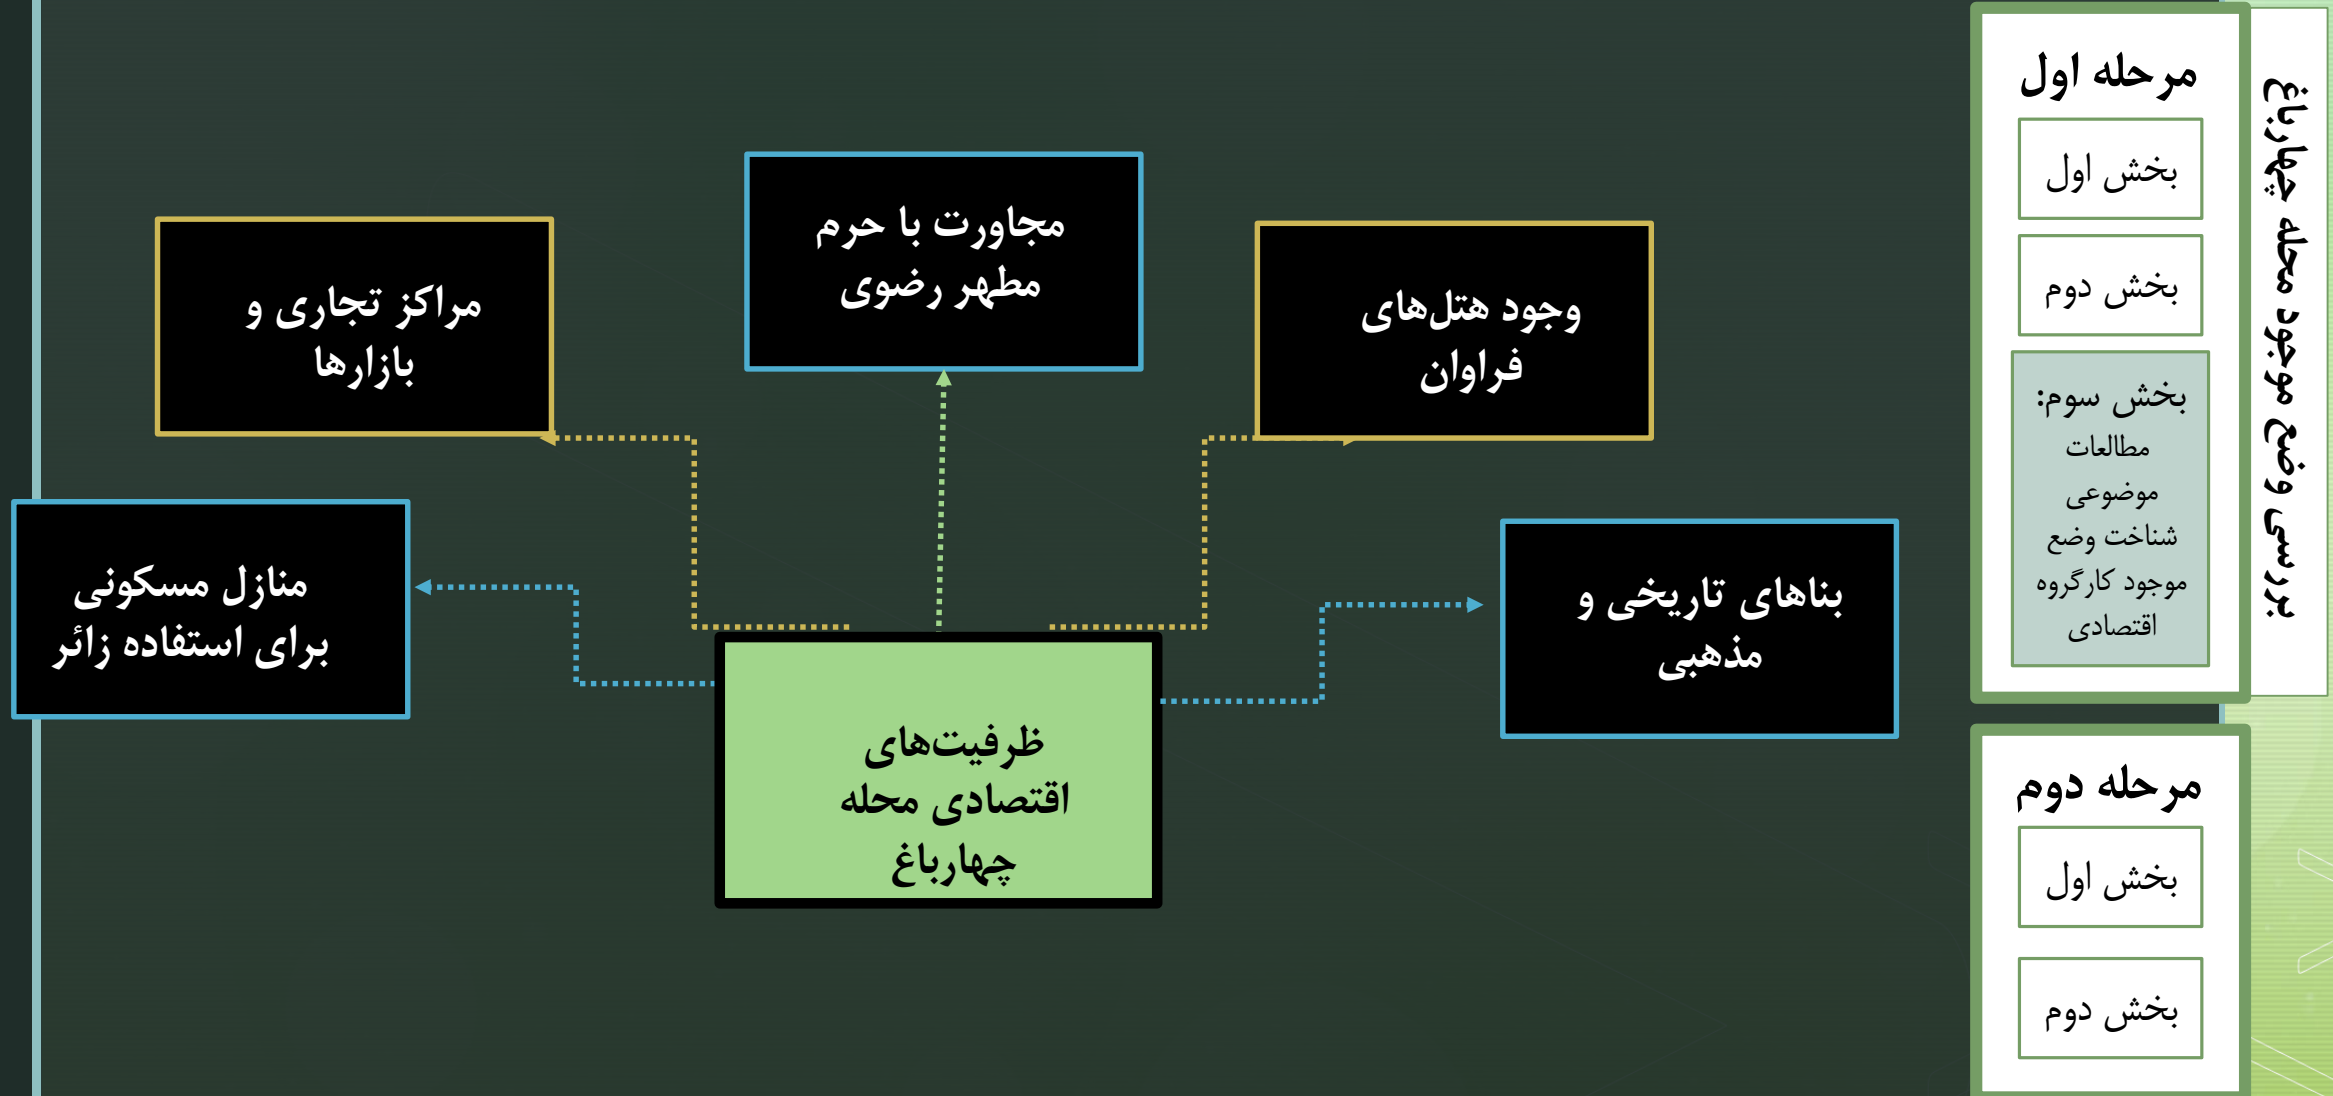 بررسی وضع موجود محله چهارباغ
مرحله اول
بخش اول
بخش دوم
بخش سوم:
مطالعات
موضوعی
شناخت وضع
موجود کارگروه
اقتصادی
مرحله دوم
بخش اول
بخش دوم
مجاورت با حرم
مطهر رضوی
وجود هتل‌های
فراوان
مراکز تجاری و
بازارها
بناهای تاریخی و
مذهبی
منازل مسکونی
برای استفاده زائر
ظرفیت‌های
اقتصادی محله
چهارباغ